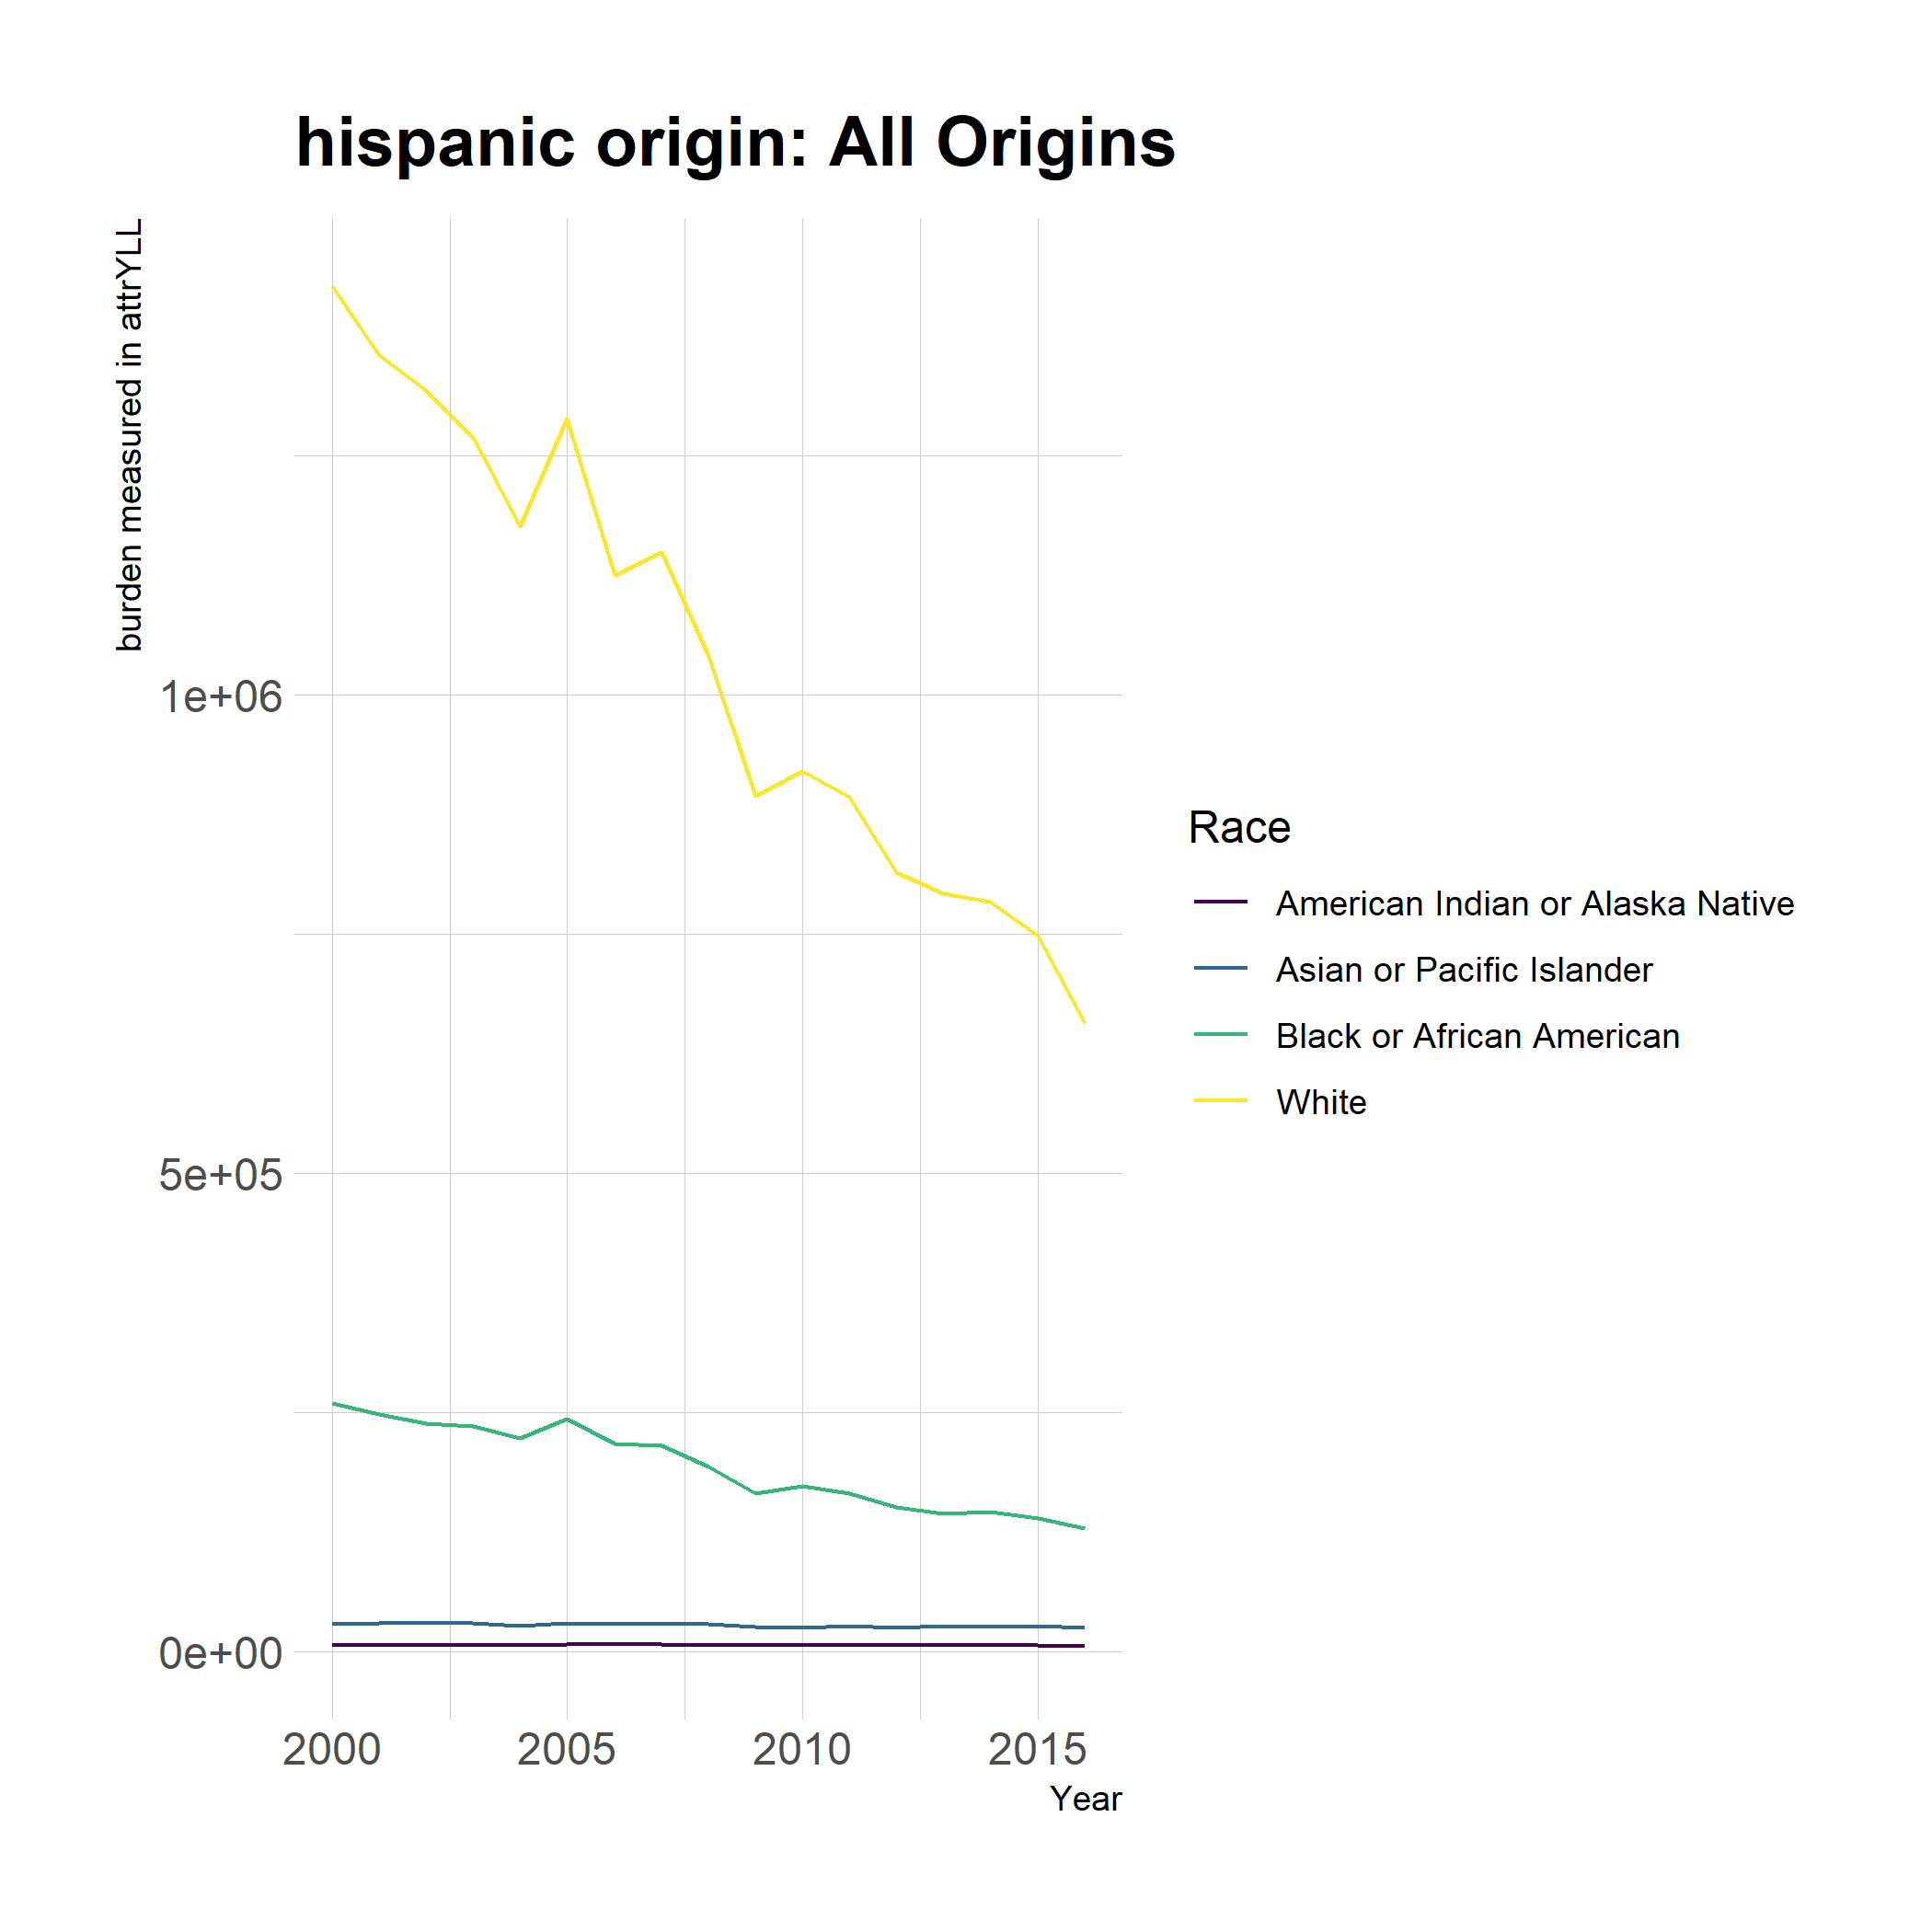 hispanic origin: All Origins
burden measured in attrYLL
1e+06
5e+05
0e+00
2000 2005 2010 2015
Year
Race
American Indian or Alaska Native
Asian or Pacific Islander
Black or African American
White